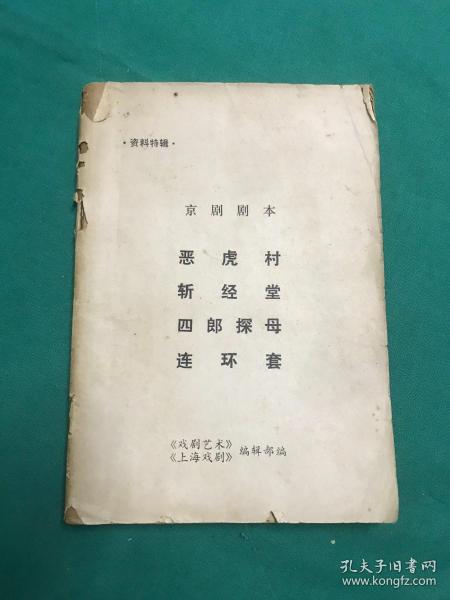 ·资料特辑·
京剧剧本
恶虎村
斩经堂
四郎探母
连环套
《戏剧艺术》
《上海戏剧》 编辑部编
孔夫子旧书网
www.kongfz.com